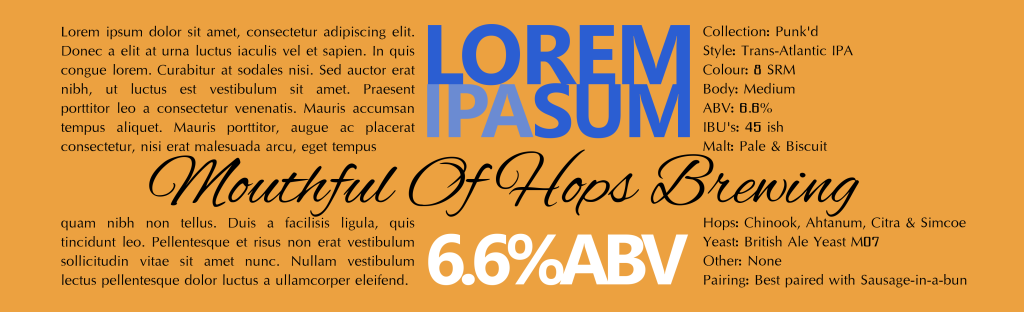 Lorem ipsum dolor sit amet, consectetur adipiscing elit.
Donec a elit at urna luctus iaculis vel et sapien. In quis
congue lorem. Curabitur at sodales nisi. Sed auctor erat
nibh, ut luctus est vestibulum sit amet. Praesent
porttitor leo a consectetur venenatis. Mauris accumsan
tempus aliquet. Mauris porttitor, augue ac placerat
consectetur, nisi erat malesuada arcu, eget tempus
LOREM
IPASUM
Collection: Punk'd
Style: Trans-Atlantic IPA
Colour: 8 SRM
Body: Medium
ABV: 6.6%
IBU's: 45 ish
Malt: Pale & Biscuit
Mouthful Of Hops Brewing
quam nibh non tellus. Duis a facilisis ligula, quis
tincidunt leo. Pellentesque et risus non erat vestibulum
sollicitudin vitae sit amet nunc. Nullam vestibulum
lectus pellentesque dolor luctus a ullamcorper eleifend.
6.6%ABV
Hops: Chinook, Ahtanum, Citra & Simcoe
Yeast: British Ale Yeast M07
Other: None
Pairing: Best paired with Sausage-in-a-bun